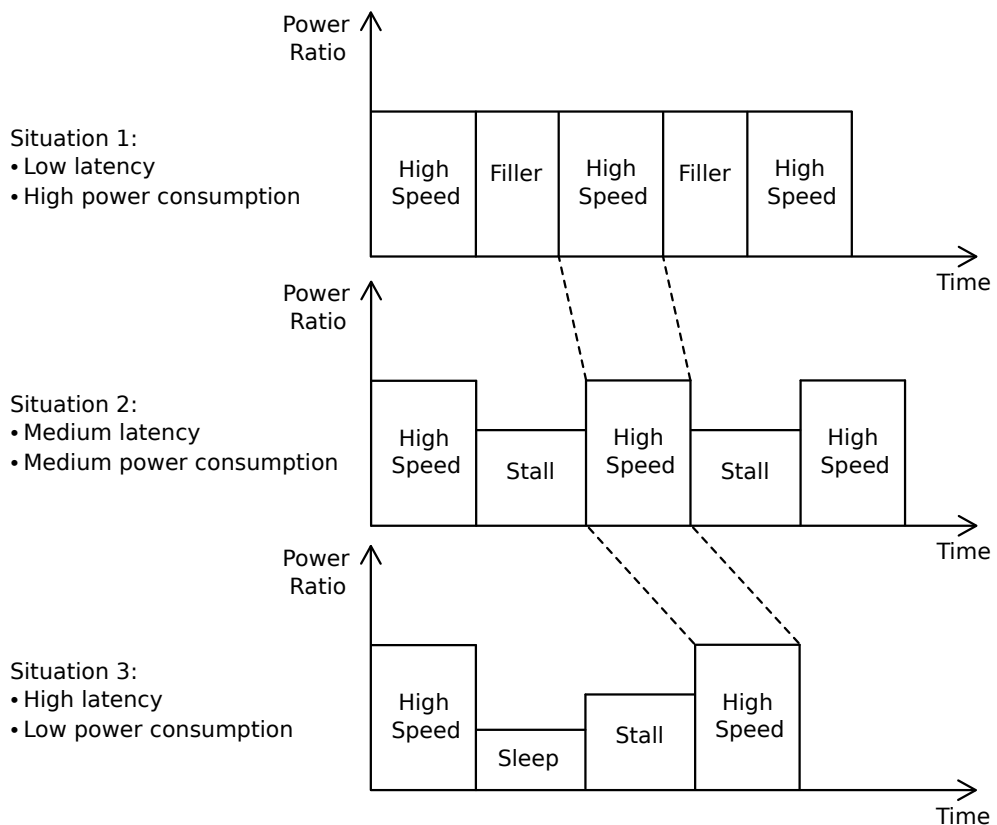 Power
Ratio
Situation 1:
• Low latency
• High power consumption
High
Speed
Filler
High
Speed
Filler
High
Speed
Time
Power
Ratio
Situation 2:
• Medium latency
• Medium power consumption
High
Speed
Stall
High
Speed
Stall
High
Speed
Time
Power
Ratio
Situation 3:
• High latency
• Low power consumption
High
Speed
Sleep
Stall
High
Speed
Time